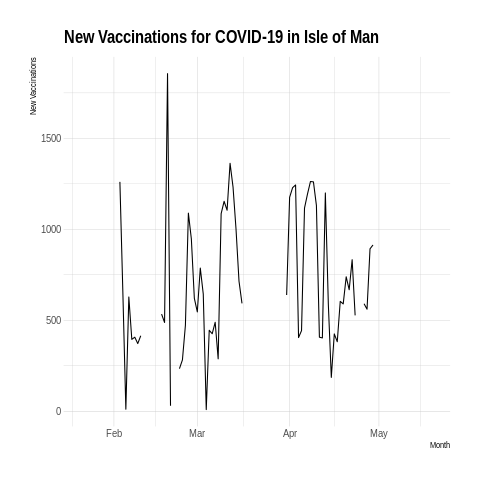 New Vaccinations for COVID-19 in Isle of Man
New Vaccinations
1500
1000
500
0
Feb Mar Apr May
Month